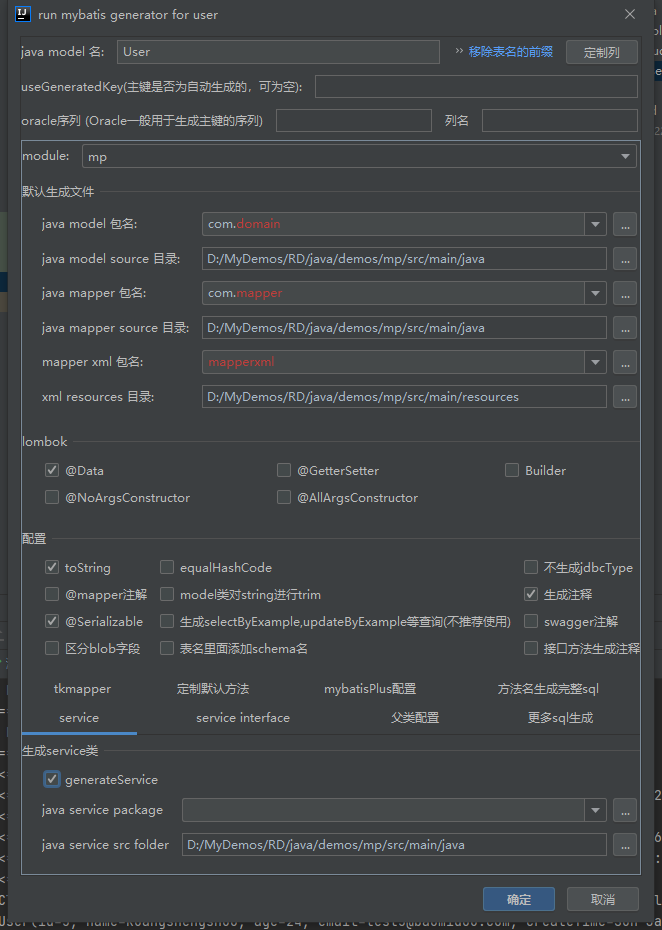 run mybatis generator for user
java model 名: User >> 移除表名的前缀 定制列
useGeneratedKey(主键是否为自动生成的，可为空):
oracle序列 (Oracle一般用于生成主键的序列) 列名
module: mp
默认生成文件
java model 包名: com.domain ...
java model source 目录: D:/MyDemos/RD/java/demos/mp/src/main/java ...
java mapper 包名: com.mapper ...
java mapper source 目录: D:/MyDemos/RD/java/demos/mp/src/main/java ...
mapper xml 包名: mapperxml ...
xml resources 目录: D:/MyDemos/RD/java/demos/mp/src/main/resources ...
lombok
@Data @GetterSetter Builder
@NoArgsConstructor @AllArgsConstructor
配置
toString equalHashCode 不生成jdbcType
@mapper注解 model类对string进行trim 生成注释
@Serializable 生成selectByExample,updateByExample等查询(不推荐使用) swagger注解
区分blob字段 表名里面添加schema名 接口方法生成注释
tkmapper 定制默认方法 mybatisPlus配置 方法名生成完整sql
service service interface 父类配置 更多sql生成
生成service类
generateService
java service package ...
java service src folder D:/MyDemos/RD/java/demos/mp/src/main/java ...
确定 取消